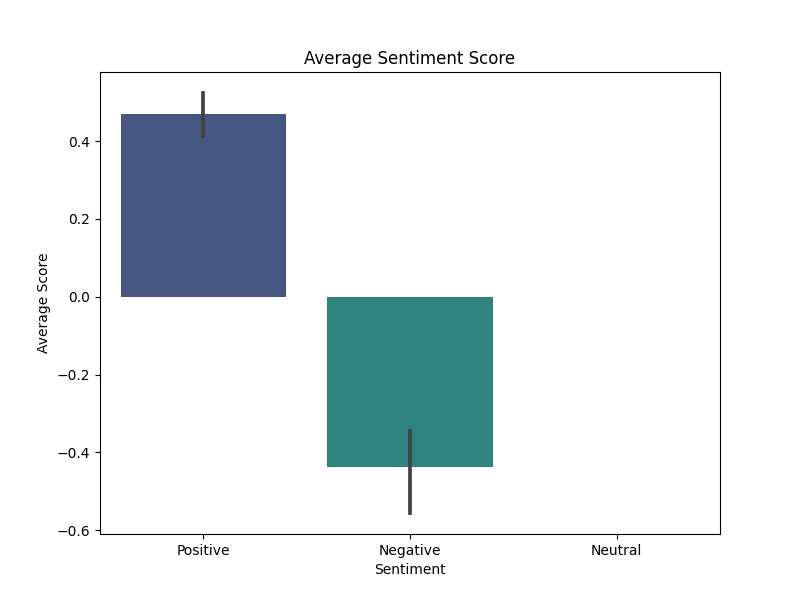 Average Sentiment Score
0.4
0.2
0.0
−0.2
−0.4
−0.6
Average Score
Positive Negative Neutral
Sentiment